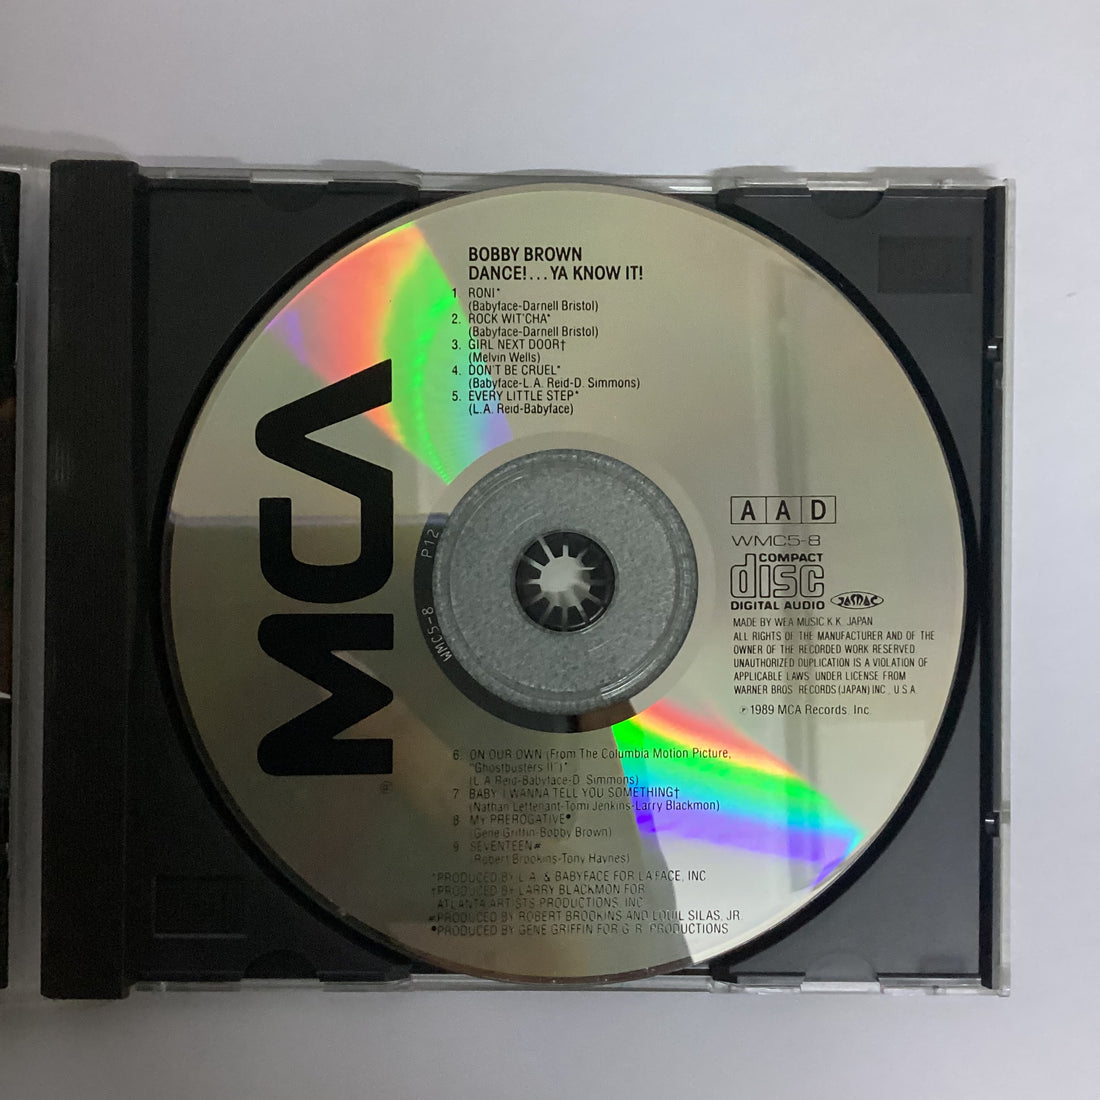 BOBBY BROWN
DANCE!...YA KNOW IT!
1. RONI*
(Babyface-Darnell Bristol)
2. ROCK WIT'CHA*
(Babyface-Darnell Bristol)
3. GIRL NEXT DOOR†
(Melvin Wells)
4. DON'T BE CRUEL*
(Babyface-L.A. Reid-D. Simmons)
5. EVERY LITTLE STEP*
(L.A. Reid-Babyface)
MCA
®
P12
WMC5-8
AAD
WMC5-8
COMPACT
disc
DIGITAL AUDIO
JASRAC
MADE BY WEA MUSIC K.K. JAPAN
ALL RIGHTS OF THE MANUFACTURER AND OF THE
OWNER OF THE RECORDED WORK RESERVED.
UNAUTHORIZED DUPLICATION IS A VIOLATION OF
APPLICABLE LAWS. UNDER LICENSE FROM
WARNER BROS. RECORDS (JAPAN) INC., U.S.A.
℗ 1989 MCA Records, Inc.
6. ON OUR OWN (From The Columbia Motion Picture,
"Ghostbusters II")*
(L.A. Reid-Babyface-D. Simmons)
7. BABY, I WANNA TELL YOU SOMETHING†
(Nathan Leftenant-Tomi Jenkins-Larry Blackmon)
8. MY PREROGATIVE●
(Gene Griffin-Bobby Brown)
9. SEVENTEEN#
(Robert Brookins-Tony Haynes)
*PRODUCED BY L.A. & BABYFACE FOR LAFACE, INC
†PRODUCED BY LARRY BLACKMON FOR
ATLANTA ARTISTS PRODUCTIONS, INC
#PRODUCED BY ROBERT BROOKINS AND LOUIL SILAS, JR
●PRODUCED BY GENE GRIFFIN FOR G.R. PRODUCTIONS